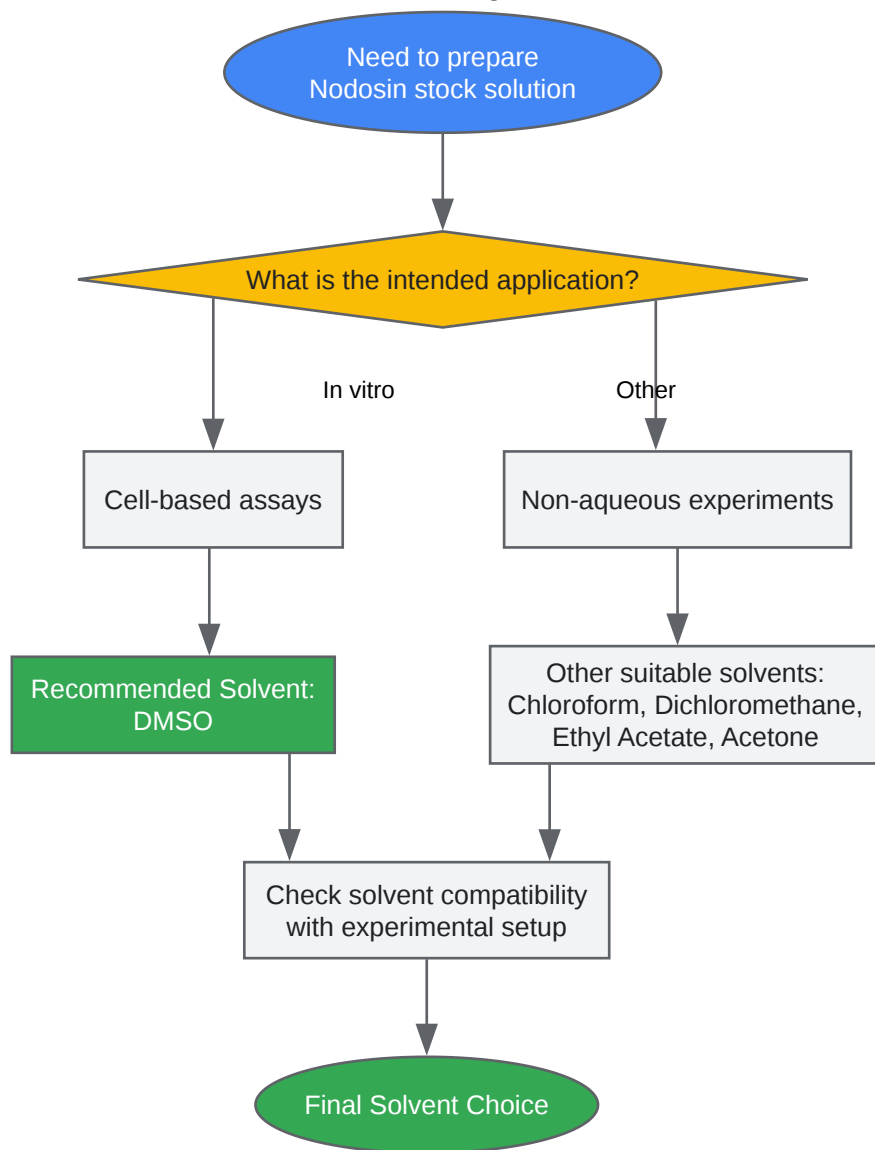 Need to prepare
Nodosin stock solution
What is the intended application?
In vitro
Other
Cell-based assays
Non-aqueous experiments
Recommended Solvent:
DMSO
Other suitable solvents:
Chloroform, Dichloromethane,
Ethyl Acetate, Acetone
Check solvent compatibility
with experimental setup
Final Solvent Choice